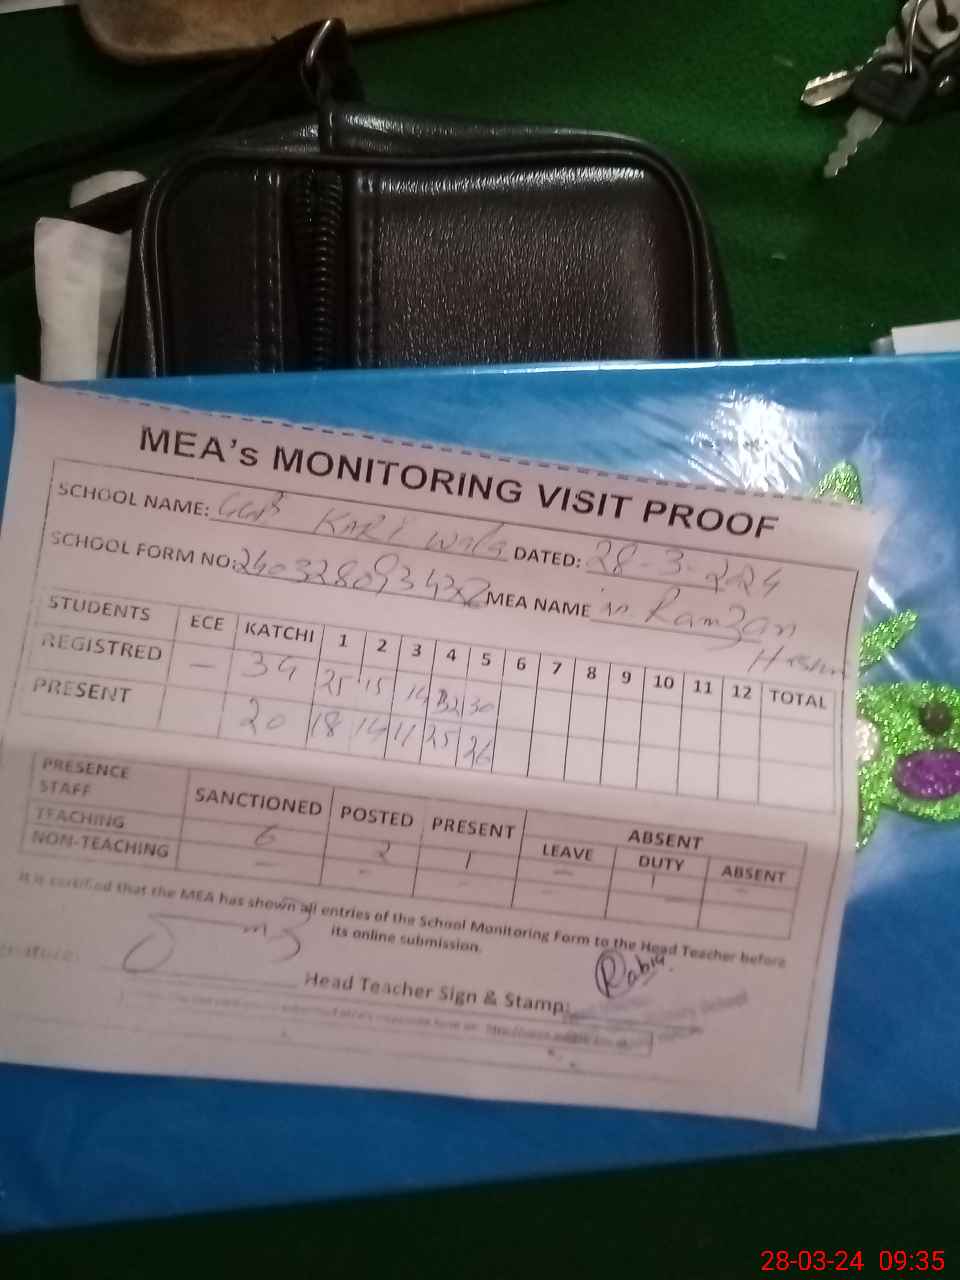 MEA's MONITORING VISIT PROOF
SCHOOL NAME: DATED: 28-3-2024
SCHOOL FORM NO: MEA NAME Ramzan
STUDENTS ECE KATCHI 1 2 3 4 5 6 7 8 9 10 11 12 TOTAL
REGISTRED — 34 25 15 14 32 30
PRESENT 20 18 14 11 25 26
PRESENCE
STAFF SANCTIONED POSTED PRESENT ABSENT
LEAVE DUTY ABSENT
TEACHING 6 2 1 — 1 —
NON-TEACHING — - - - —
It is certified that the MEA has shown all entries of the School Monitoring Form to the Head Teacher before
its online submission.
Rabia.
Head Teacher Sign & Stamp:
28-03-24 09:35